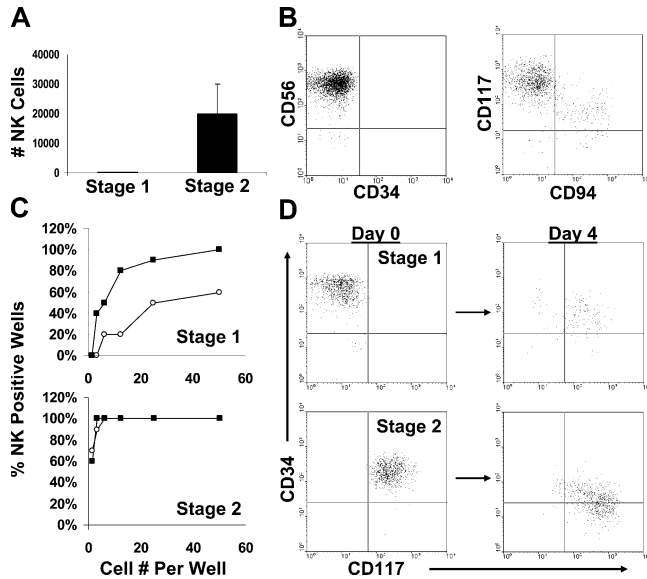 A
# NK Cells
40000
30000
20000
10000
0
Stage 1
Stage 2
B
CD56
CD34
CD117
CD94
C
% NK Positive Wells
120%
100%
80%
60%
40%
20%
0%
Stage 1
0 20 40 60
120%
100%
80%
60%
40%
20%
0%
Stage 2
0 20 40 60
Cell # Per Well
D
Day 0
Day 4
Stage 1
Stage 2
CD34
CD117